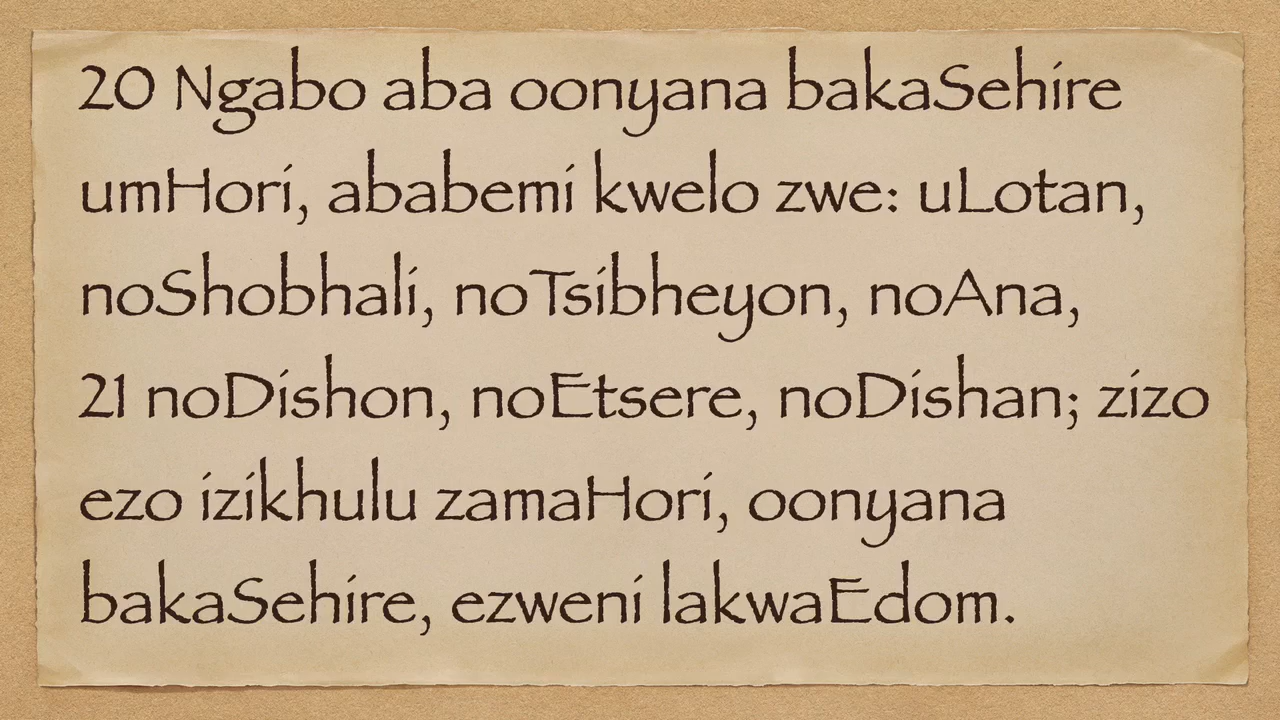 20 Ngabo aba oonyana bakaSehire
umHori, ababemi kwelo zwe: uLotan,
noShobhali, noTsibheyon, noAna,
21 noDishon, noEtsere, noDishan; zizo
ezo izikhulu zamaHori, oonyana
bakaSehire, ezweni lakwaEdom.